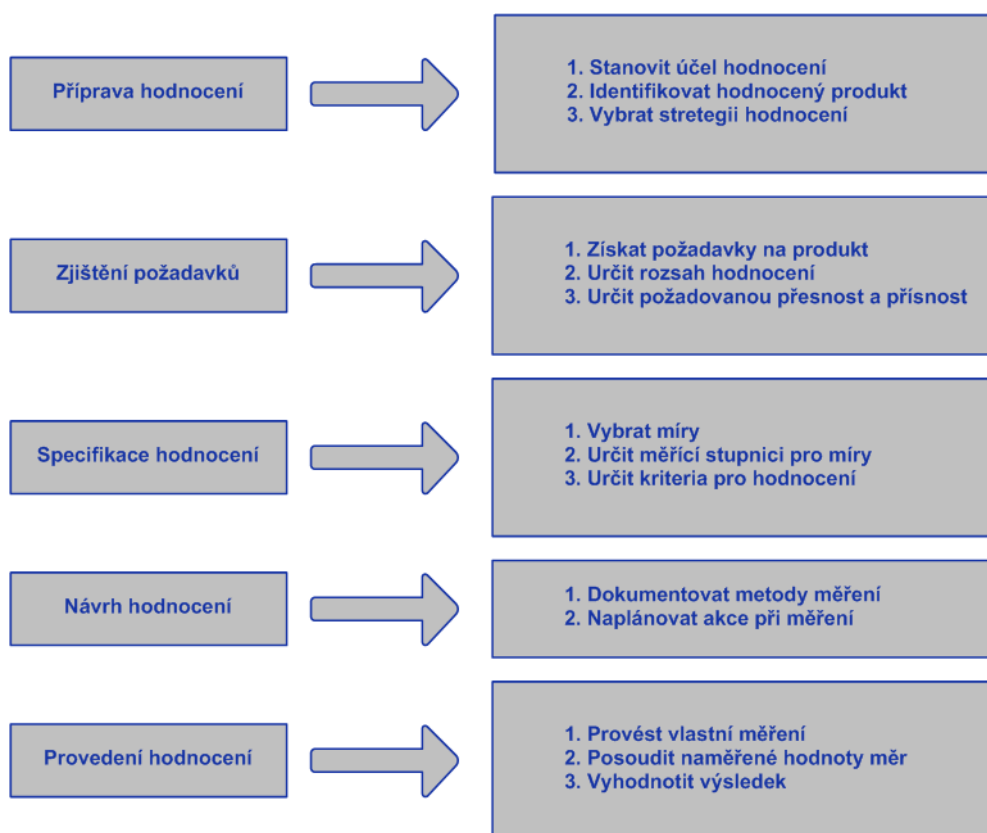 Příprava hodnocení
1. Stanovit účel hodnocení
2. Identifikovat hodnocený produkt
3. Vybrat stretegii hodnocení
Zjištění požadavků
1. Získat požadavky na produkt
2. Určit rozsah hodnocení
3. Určit požadovanou přesnost a přísnost
Specifikace hodnocení
1. Vybrat míry
2. Určit měřící stupnici pro míry
3. Určit kriteria pro hodnocení
Návrh hodnocení
1. Dokumentovat metody měření
2. Naplánovat akce při měření
Provedení hodnocení
1. Provést vlastní měření
2. Posoudit naměřené hodnoty měr
3. Vyhodnotit výsledek